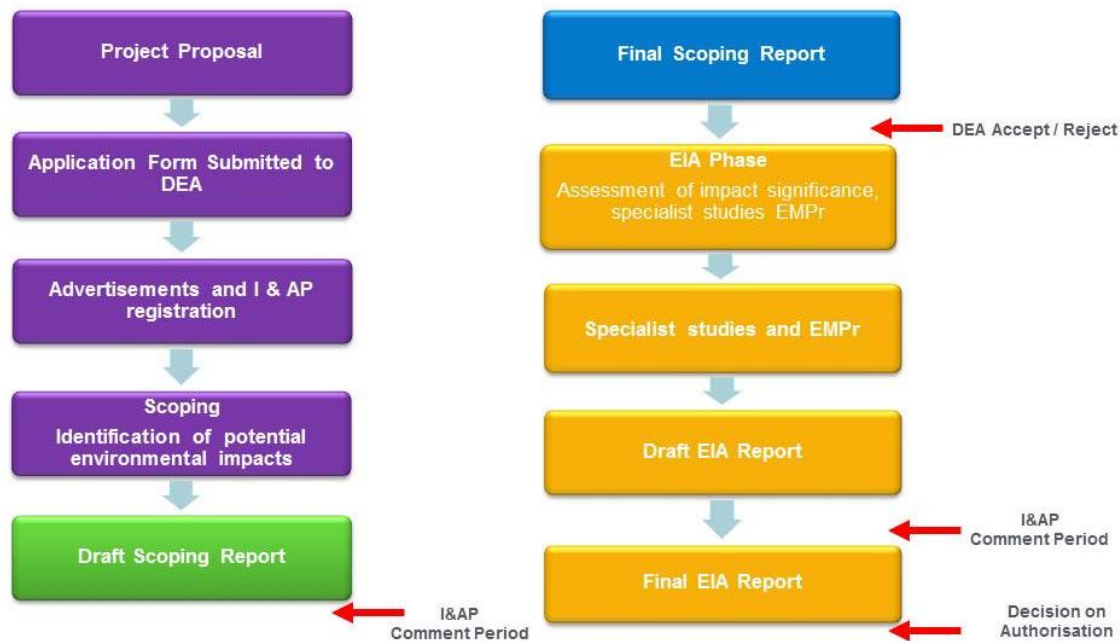 Project Proposal
Application Form Submitted to
DEA
Advertisements and I & AP
registration
Scoping
Identification of potential
environmental impacts
Draft Scoping Report
I&AP
Comment Period
Final Scoping Report
DEA Accept / Reject
EIA Phase
Assessment of impact significance,
specialist studies EMPr
Specialist studies and EMPr
Draft EIA Report
I&AP
Comment Period
Final EIA Report
Decision on
Authorisation